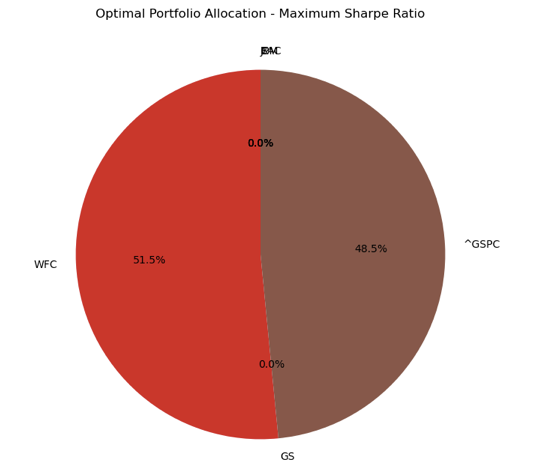 Optimal Portfolio Allocation - Maximum Sharpe Ratio
0.0%
^GSPC
48.5%
51.5%
WFC
0.0%
GS